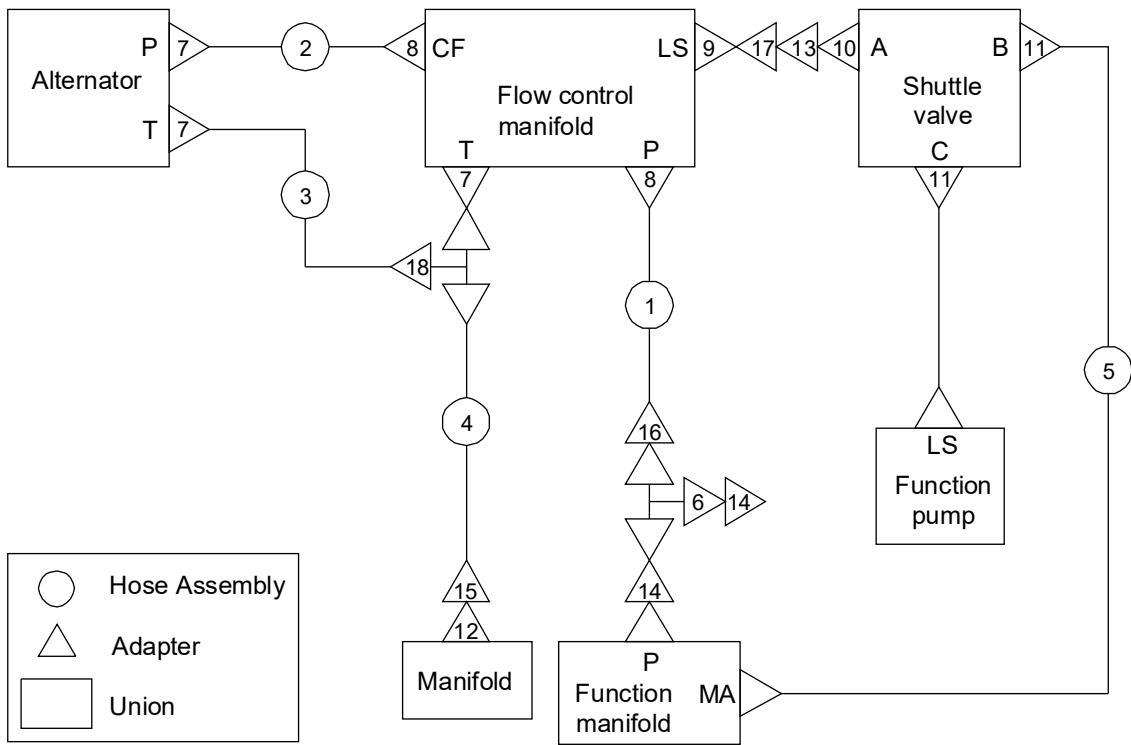 P
7
2
8
CF
LS
9
17
13
10
A
B
11
Alternator
Flow control
manifold
Shuttle
valve
T
7
T
P
C
7
8
11
3
18
1
5
4
16
LS
Function
pump
6
14
15
14
12
Manifold
P
Function
manifold
MA
Hose Assembly
Adapter
Union